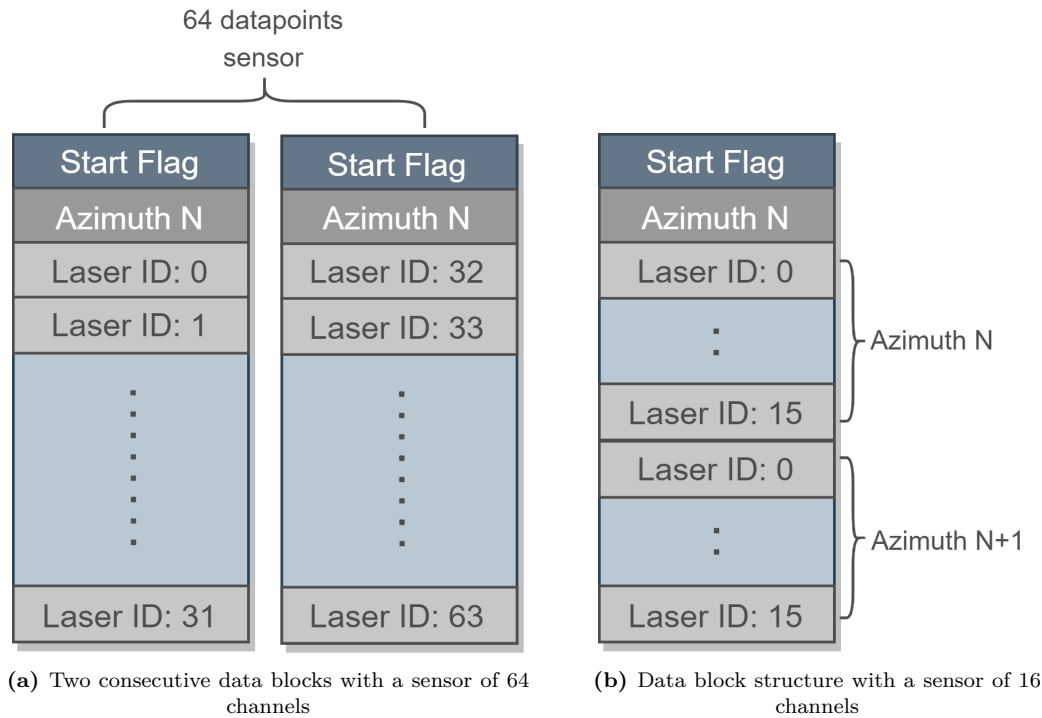 64 datapoints
sensor
Start Flag
Azimuth N
Laser ID: 0
Laser ID: 1
Laser ID: 31
Start Flag
Azimuth N
Laser ID: 32
Laser ID: 33
Laser ID: 63
(a) Two consecutive data blocks with a sensor of 64
channels
Start Flag
Azimuth N
Laser ID: 0
Laser ID: 15
Azimuth N
Laser ID: 0
Laser ID: 15
Azimuth N+1
(b) Data block structure with a sensor of 16
channels